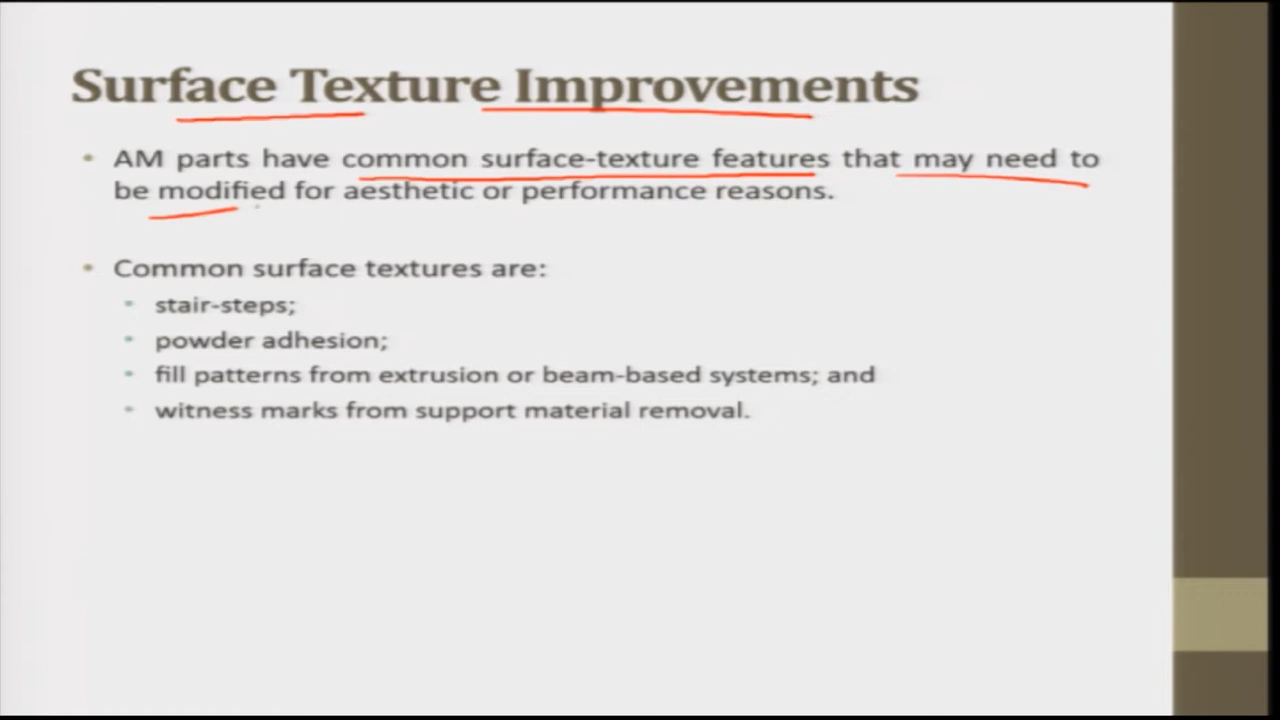 Surface Texture Improvements
• AM parts have common surface-texture features that may need to
be modified for aesthetic or performance reasons.
• Common surface textures are:
• stair-steps;
• powder adhesion;
• fill patterns from extrusion or beam-based systems; and
• witness marks from support material removal.